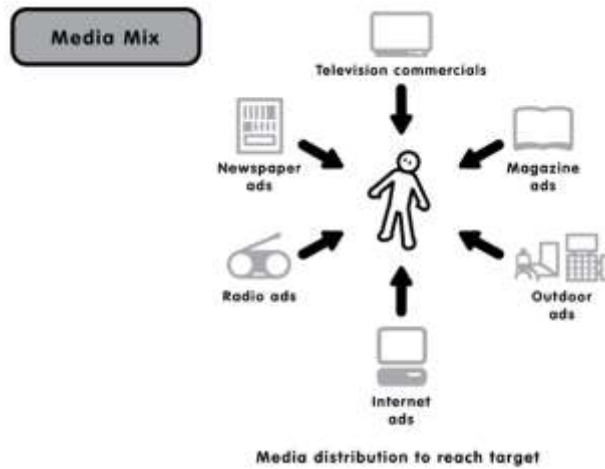 Media Mix
Television commercials
Newspaper
ads
Magazine
ads
Radio ads
Outdoor
ads
Internet
ads
Media distribution to reach target